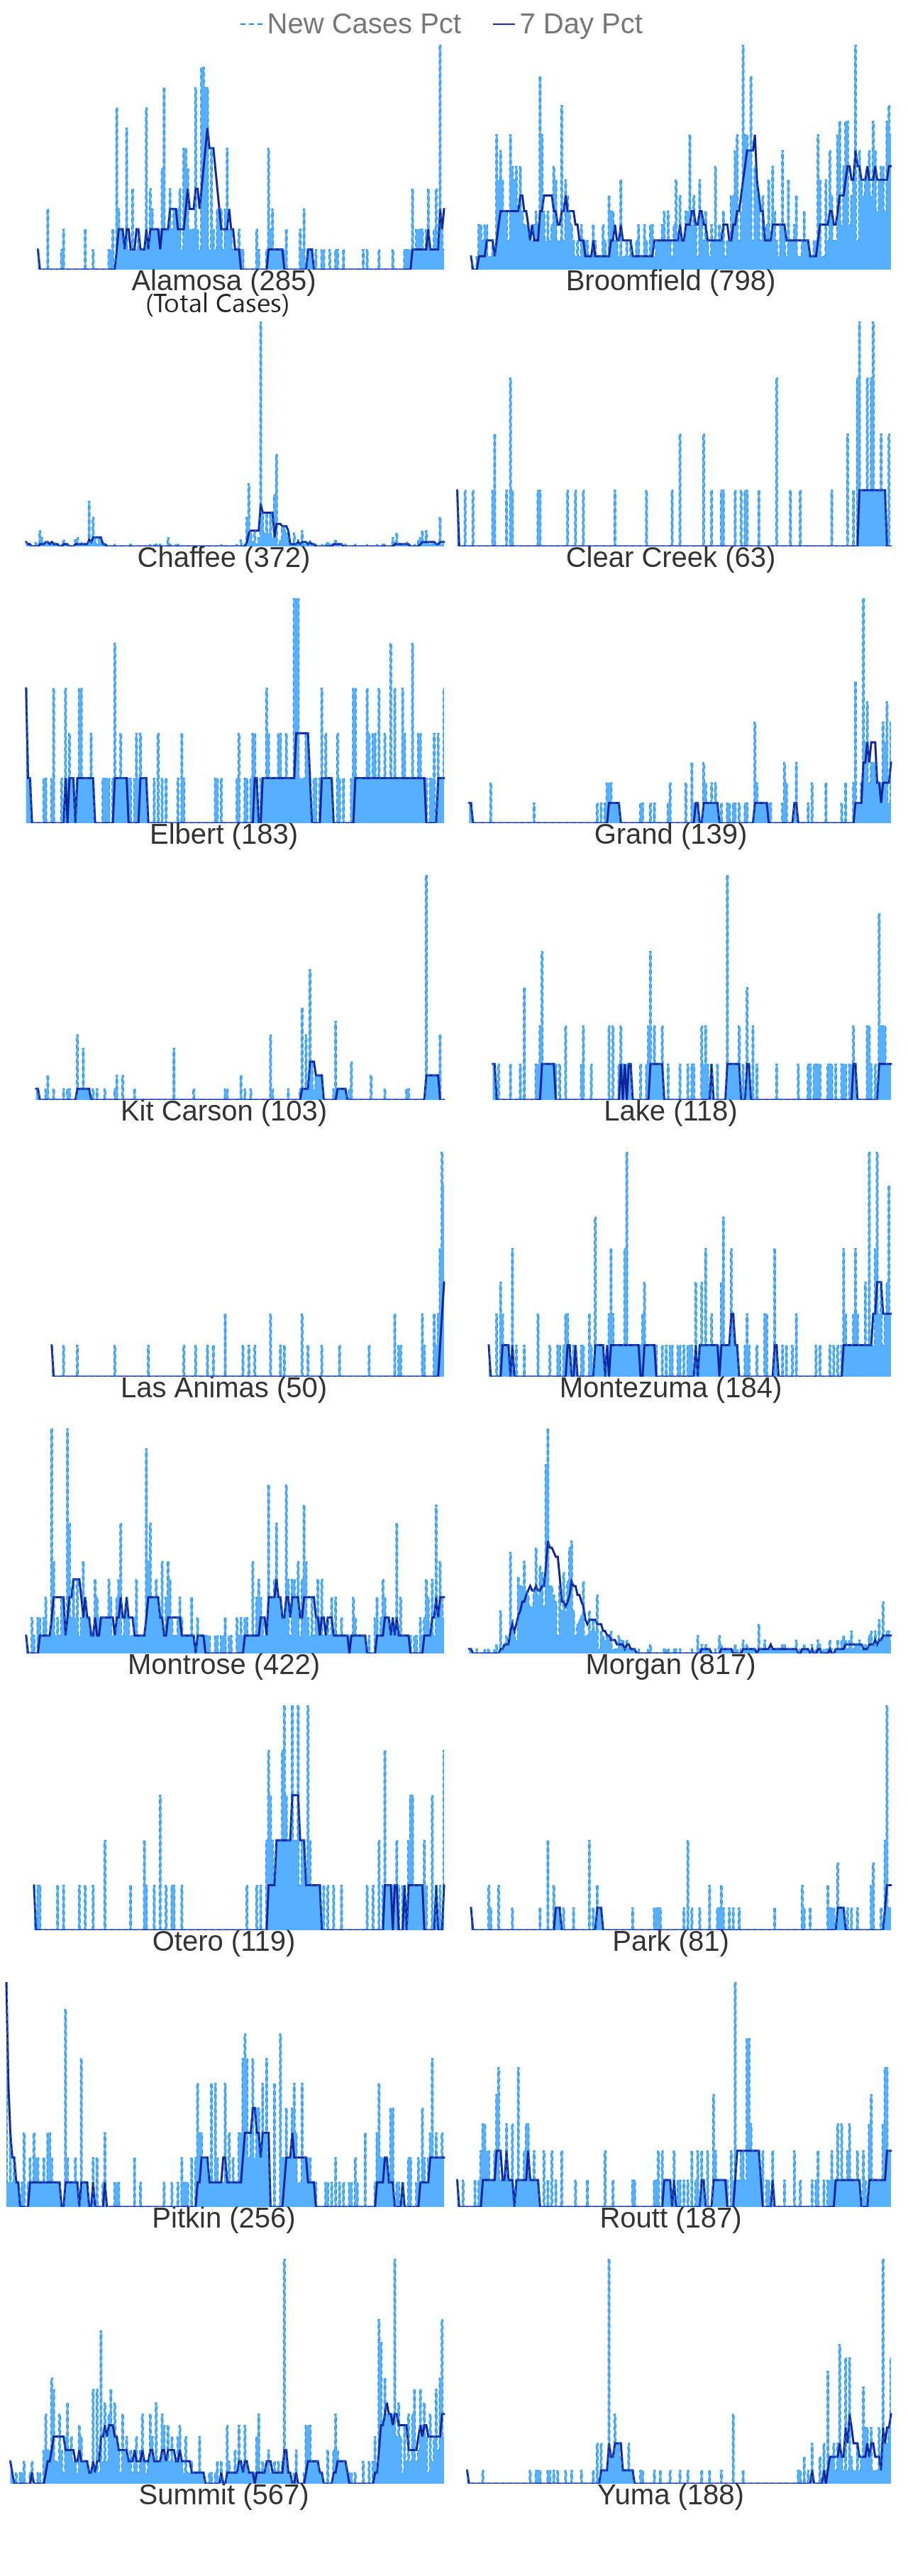 New Cases Pct 7 Day Pct
Alamosa (285) Broomfield (798)
(Total Cases)
Chaffee (372) Clear Creek (63)
Elbert (183) Grand (139)
Kit Carson (103) Lake (118)
Las Animas (50) Montezuma (184)
Montrose (422) Morgan (817)
Otero (119) Park (81)
Pitkin (256) Routt (187)
Summit (567) Yuma (188)